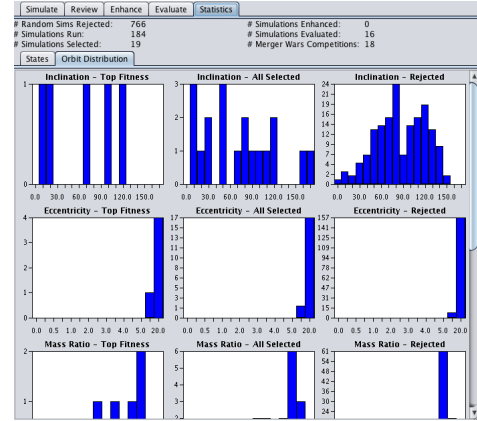 Simulate Review Enhance Evaluate Statistics
# Random Sims Rejected: 766 # Simulations Enhanced: 0
# Simulations Run: 184 # Simulations Evaluated: 16
# Simulations Selected: 19 # Merger Wars Competitions: 18
States Orbit Distribution
Inclination - Top Fitness Inclination - All Selected Inclination - Rejected
1 3 24
21
19
16
2 14
12
9
1 7
5
2
0 0 0
0.0 30.0 60.0 90.0 120.0 150.0 0.0 30.0 60.0 90.0 120.0 150.0 0.0 30.0 60.0 90.0 120.0 150.0
Eccentricity - Top Fitness Eccentricity - All Selected Eccentricity - Rejected
4 17 157
15 141
3 13 125
11 109
10 94
2 8 78
6 62
1 5 47
3 31
1 15
0 0 0
0.0 0.5 1.0 2.0 3.0 4.0 5.0 20.0 0.0 0.5 1.0 2.0 3.0 4.0 5.0 20.0 0.0 0.5 1.0 2.0 3.0 4.0 5.0 20.0
Mass Ratio - Top Fitness Mass Ratio - All Selected Mass Ratio - Rejected
2 6 61
5 54
48
4 42
36
1 3 30
2 24